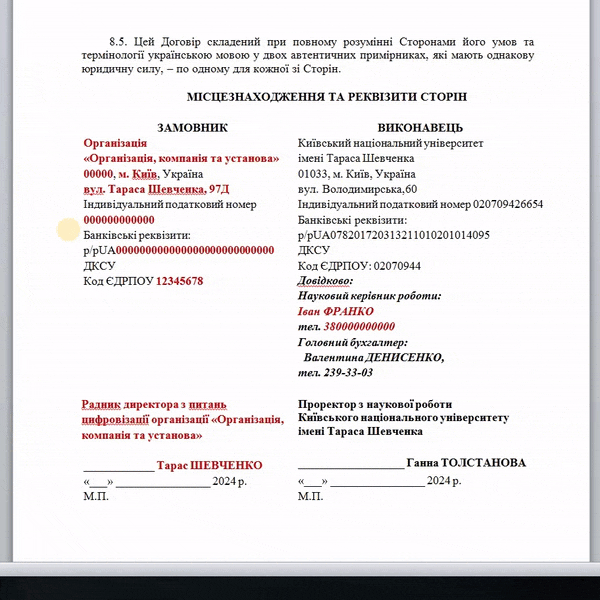 8.5. Цей Договір складений при повному розумінні Сторонами його умов та
термінології українською мовою у двох автентичних примірниках, які мають однакову
юридичну силу, – по одному для кожної зі Сторін.
МІСЦЕЗНАХОДЖЕННЯ ТА РЕКВІЗИТИ СТОРІН
ЗАМОВНИК
Організація
«Організація, компанія та установа»
00000, м. Київ, Україна
вул. Тараса Шевченка, 97Д
Індивідуальний податковий номер
000000000000
Банківські реквізити:
р/рUA000000000000000000000000000
ДКСУ
Код ЄДРПОУ 12345678
ВИКОНАВЕЦЬ
Київський національний університет
імені Тараса Шевченка
01033, м. Київ, Україна
вул. Володимирська,60
Індивідуальний податковий номер 020709426654
Банківські реквізити:
р/рUA078201720313211010201014095
ДКСУ
Код ЄДРПОУ: 02070944
Довідково:
Науковий керівник роботи:
Іван ФРАНКО
тел. 380000000000
Головний бухгалтер:
Валентина ДЕНИСЕНКО,
тел. 239-33-03
Радник директора з питань
цифровізації організації «Організація,
компанія та установа»
____________ Тарас ШЕВЧЕНКО
«___» ________________ 2024 р.
М.П.
Проректор з наукової роботи
Київського національного університету
імені Тараса Шевченка
__________________ Ганна ТОЛСТАНОВА
«___» ________________ 2024 р.
М.П.